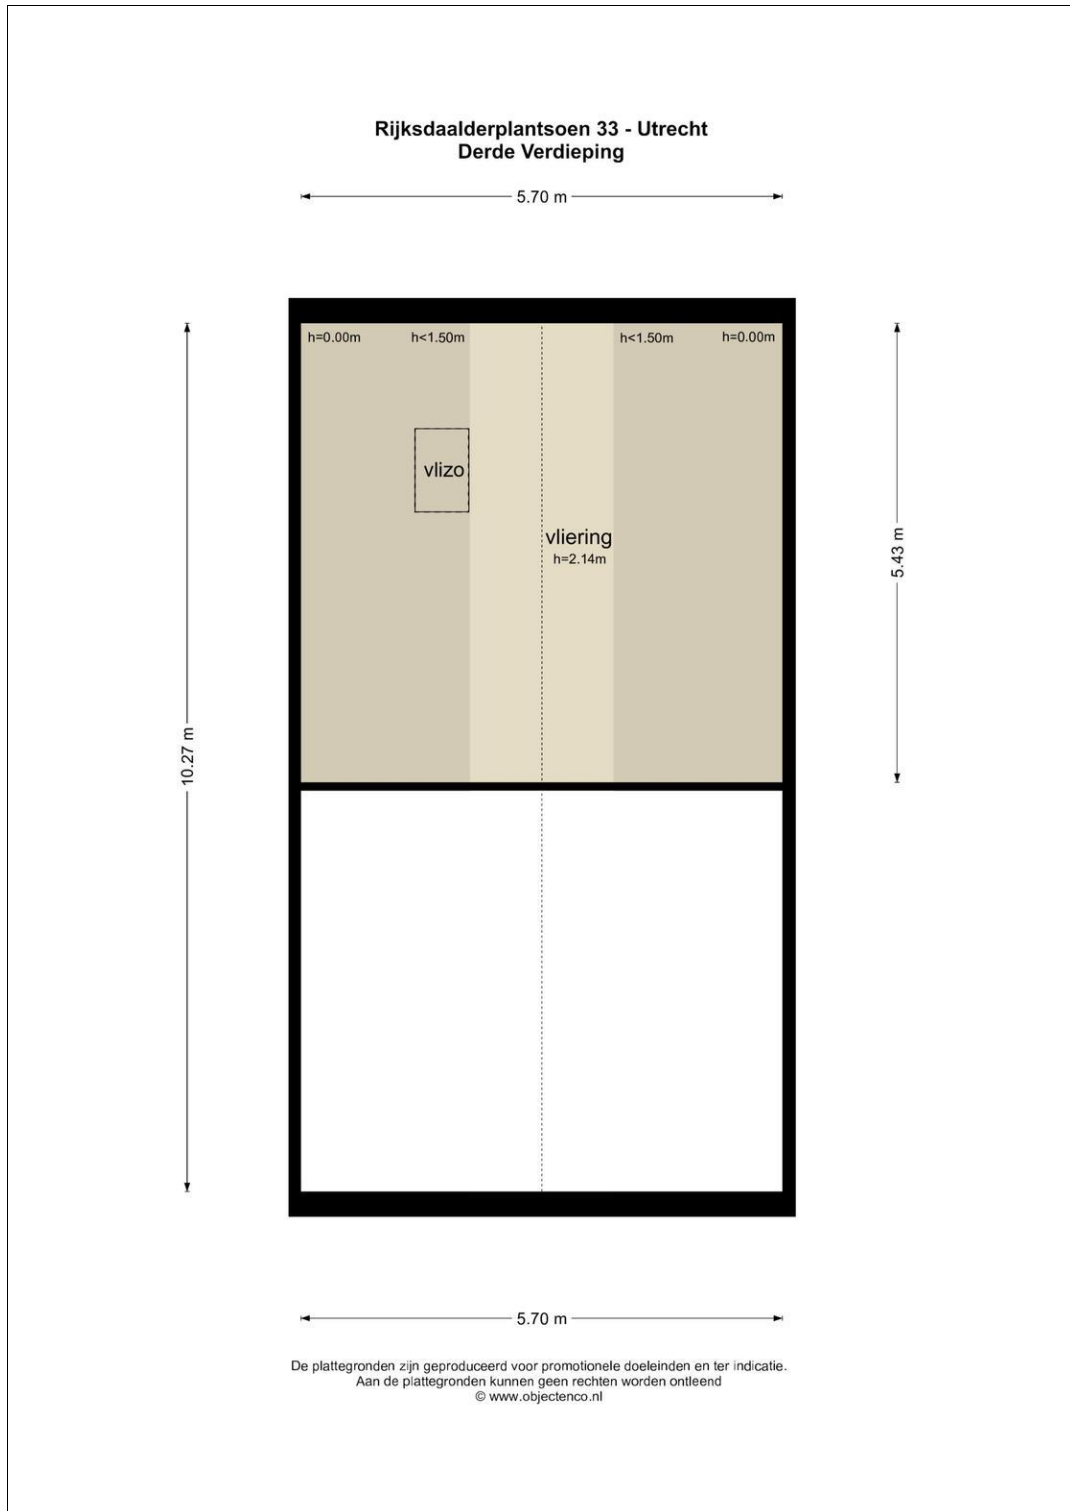 Rijksdaalderplantsoen 33 - Utrecht
Derde Verdieping
5.70 m
h=0.00m
h<1.50m
h<1.50m
h=0.00m
vlizo
vliering
h=2.14m
5.43 m
10.27 m
5.70 m
De plattegronden zijn geproduceerd voor promotionele doeleinden en ter indicatie.
Aan de plattegronden kunnen geen rechten worden ontleend
© www.objectenco.nl